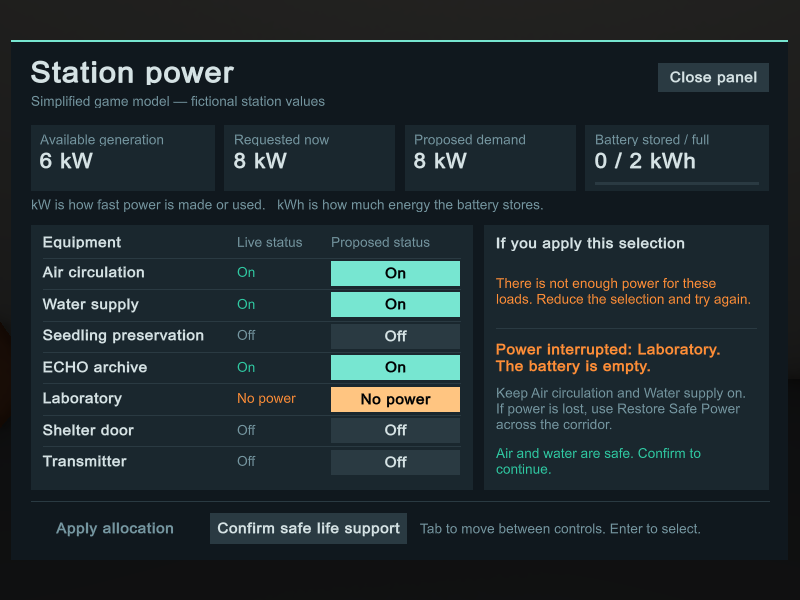 Station power
Close panel
Simplified game model — fictional station values
Available generation
6 kW
Requested now
8 kW
Proposed demand
8 kW
Battery stored / full
0 / 2 kWh
kW is how fast power is made or used. kWh is how much energy the battery stores.
Equipment Live status Proposed status
Air circulation On On
Water supply On On
Seedling preservation Off Off
ECHO archive On On
Laboratory No power No power
Shelter door Off Off
Transmitter Off Off
If you apply this selection
There is not enough power for these
loads. Reduce the selection and try again.
Power interrupted: Laboratory.
The battery is empty.
Keep Air circulation and Water supply on.
If power is lost, use Restore Safe Power
across the corridor.
Air and water are safe. Confirm to
continue.
Apply allocation
Confirm safe life support
Tab to move between controls. Enter to select.